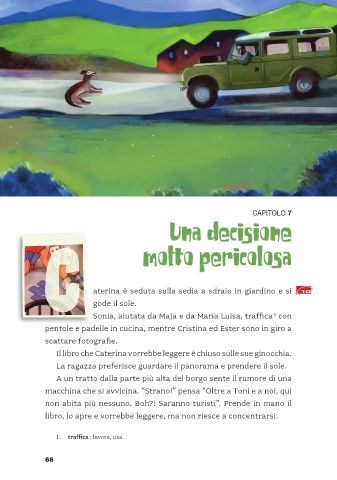 CAPITOLO 7
Una decisione
molto pericolosa
Caterina è seduta sulla sedia a sdraio in giardino e si
gode il sole.
Sonia, aiutata da Maja e da Maria Luisa, traffica¹ con
pentole e padelle in cucina, mentre Cristina ed Ester sono in giro a
scattare fotografie.
Il libro che Caterina vorrebbe leggere è chiuso sulle sue ginocchia.
La ragazza preferisce guardare il panorama e prendere il sole.
A un tratto dalla parte più alta del borgo sente il rumore di una
macchina che si avvicina. “Strano!” pensa “Oltre a Toni e a noi, qui
non abita più nessuno. Boh?! Saranno turisti”. Prende in mano il
libro, lo apre e vorrebbe leggere, ma non riesce a concentrarsi.
1. traffica: lavora, usa.
66